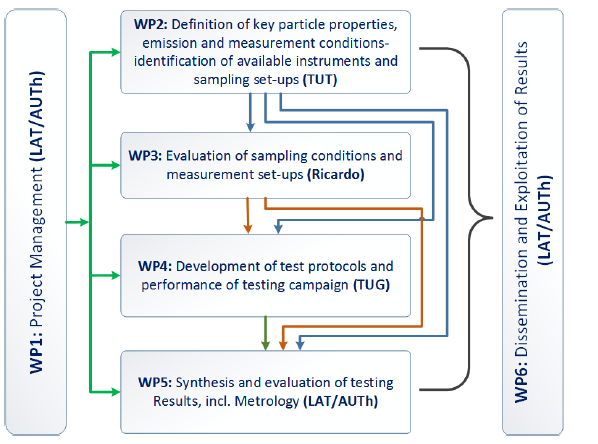 WP1: Project Management (LAT/AUTh)
WP2: Definition of key particle properties,
emission and measurement conditions-
identification of available instruments and
sampling set-ups (TUT)
WP3: Evaluation of sampling conditions and
measurement set-ups (Ricardo)
WP4: Development of test protocols and
performance of testing campaign (TUG)
WP5: Synthesis and evaluation of testing
Results, incl. Metrology (LAT/AUTh)
WP6: Dissemination and Exploitation of Results
(LAT/AUTh)